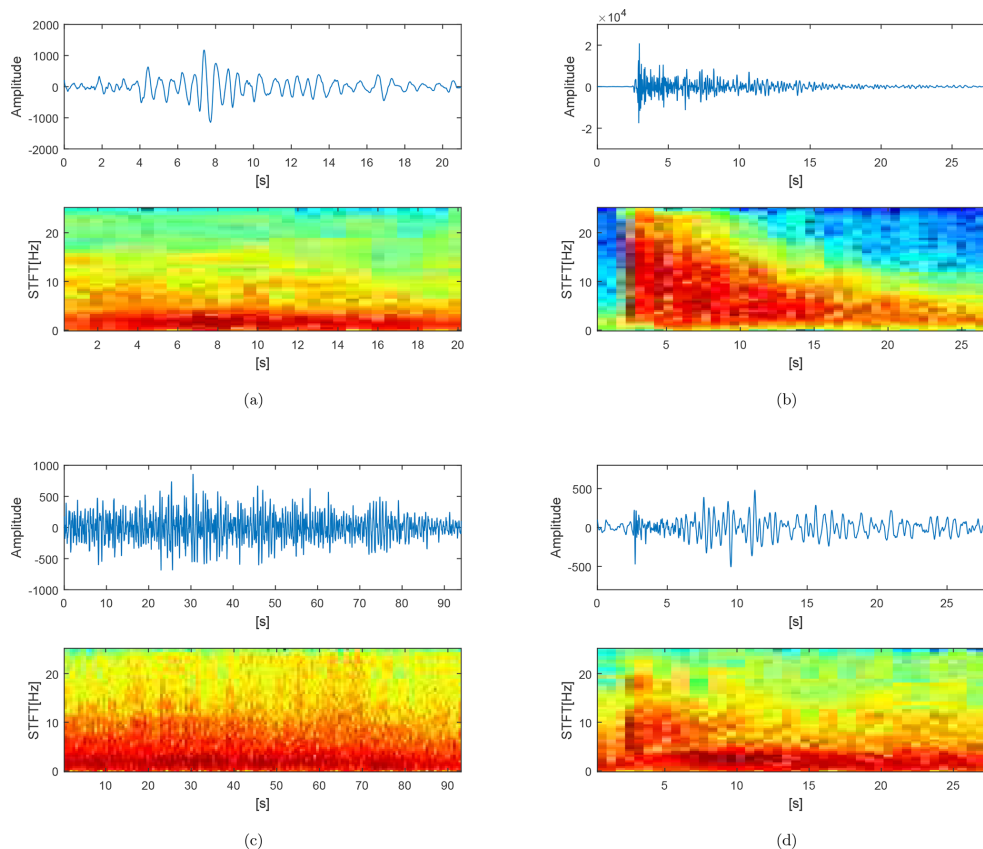 2000
1000
0
-1000
-2000
Amplitude
0 2 4 6 8 10 12 14 16 18 20
[s]
20
10
0
STFT[Hz]
2 4 6 8 10 12 14 16 18 20
[s]
(a)
×10⁴
2
0
-2
Amplitude
0 5 10 15 20 25
[s]
20
10
0
STFT[Hz]
5 10 15 20 25
[s]
(b)
1000
500
0
-500
-1000
Amplitude
0 10 20 30 40 50 60 70 80 90
[s]
20
10
0
STFT[Hz]
10 20 30 40 50 60 70 80 90
[s]
(c)
500
0
-500
Amplitude
0 5 10 15 20 25
[s]
20
10
0
STFT[Hz]
5 10 15 20 25
[s]
(d)